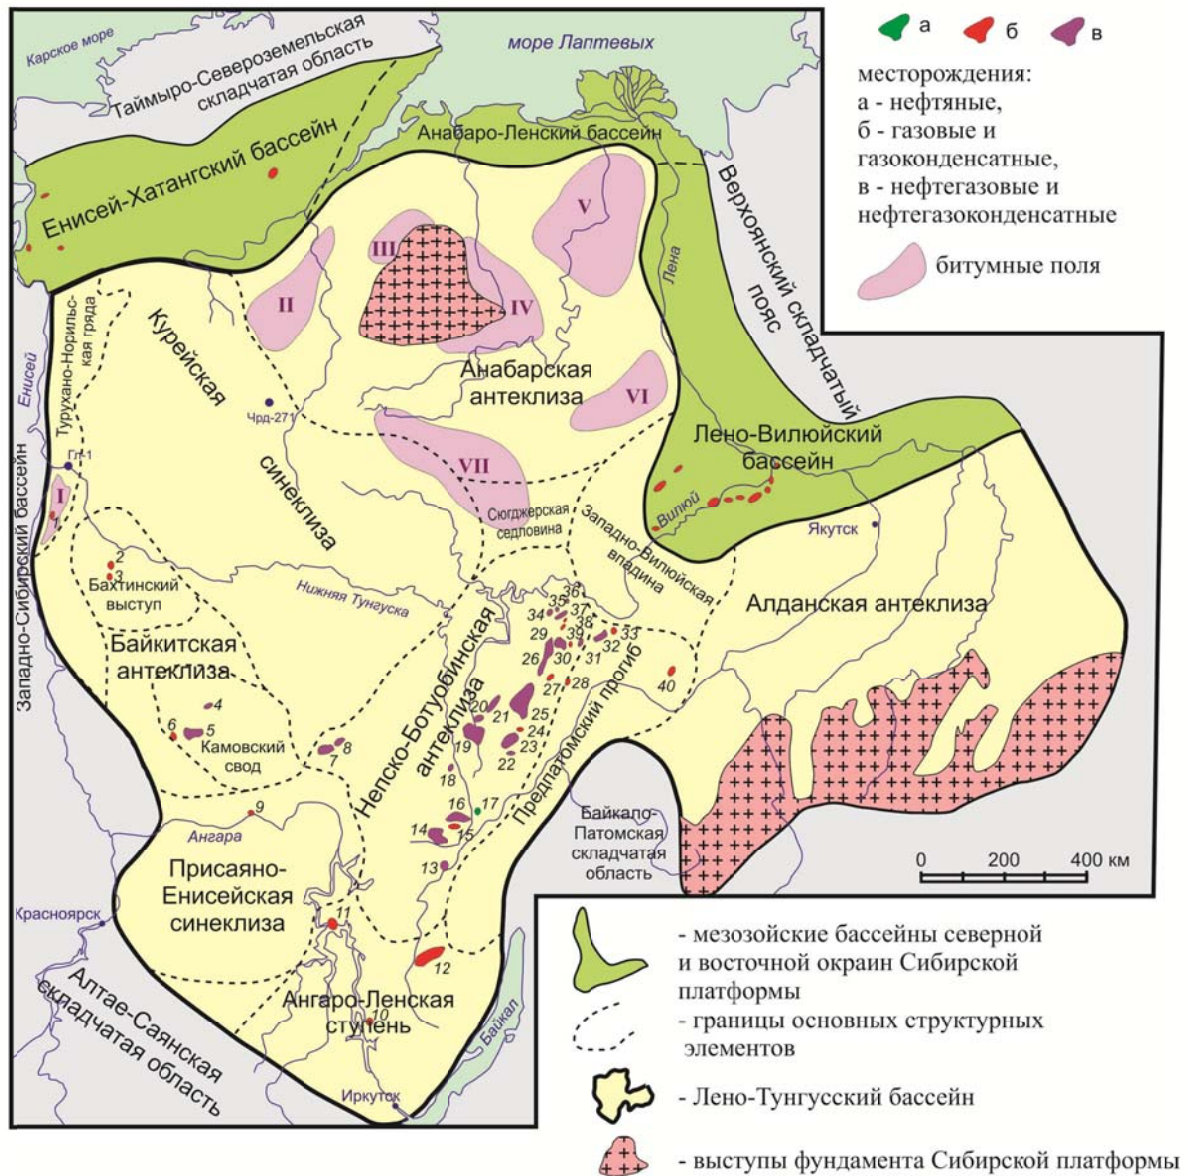 Карское море
Таймыро-Североземельская
складчатая область
море Лаптевых
Енисей-Хатангский бассейн
Анабаро-Ленский бассейн
Верхоянский складчатый
пояс
а
б
в
месторождения:
а - нефтяные,
б - газовые и
газоконденсатные,
в - нефтегазовые и
нефтегазоконденсатные
битумные поля
Лена
V
III
II
IV
Енисей
Турухано-Норильс-
кая гряда
Курейская
синеклиза
Чрд-271
Анабарская
антеклиза
VI
VII
Западно-Сибирский бассейн
Гл-1
I
1
Лено-Вилюйский
бассейн
Вилюй
Якутск
Сюгджерская
седловина
Западно-Вилюйская
впадина
2
3
Бахтинский
выступ
Нижняя Тунгуска
Алданская антеклиза
Байкитская
антеклиза
4
5
6
Камовский
свод
7
8
Непско-Ботуобинская
антеклиза
Предпатомский прогиб
36
35
34
37
38
29
39
33
32
26
30
31
27
28
40
20
21
25
24
19
23
22
18
16
17
14
15
13
9
Ангара
Присаяно-
Енисейская
синеклиза
Байкало-
Патомская
складчатая
область
0 200 400 км
Красноярск
11
12
Ангаро-Ленская
ступень
10
Байкал
Иркутск
Алтае-Саянская
складчатая область
- мезозойские бассейны северной
и восточной окраин Сибирской
платформы
- границы основных структурных
элементов
- Лено-Тунгусский бассейн
- выступы фундамента Сибирской платформы